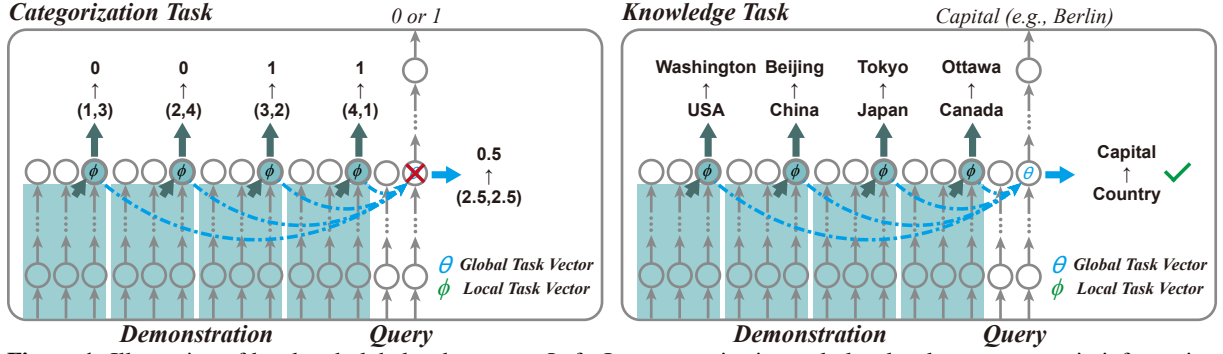 Categorization Task
0 or 1
0 0 1 1
↑ ↑ ↑ ↑
(1,3) (2,4) (3,2) (4,1)
ϕ ϕ ϕ ϕ
0.5
↑
(2.5,2.5)
θ Global Task Vector
ϕ Local Task Vector
Demonstration Query
Knowledge Task
Capital (e.g., Berlin)
Washington Beijing Tokyo Ottawa
↑ ↑ ↑ ↑
USA China Japan Canada
ϕ ϕ ϕ ϕ θ
Capital
↑
Country
θ Global Task Vector
ϕ Local Task Vector
Demonstration Query